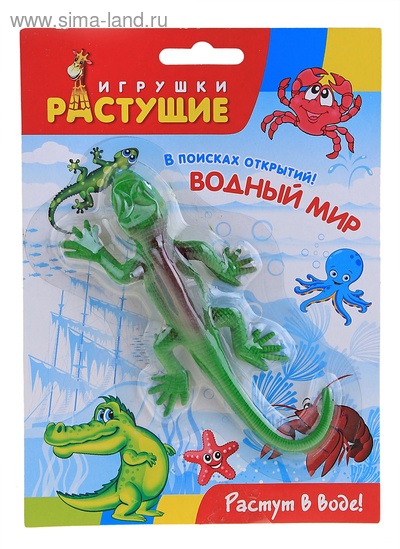 © www.sima-land.ru
ИГРУШКИ
РАСТУЩИЕ
В ПОИСКАХ ОТКРЫТИЙ!
ВОДНЫЙ МИР
Растут в воде!